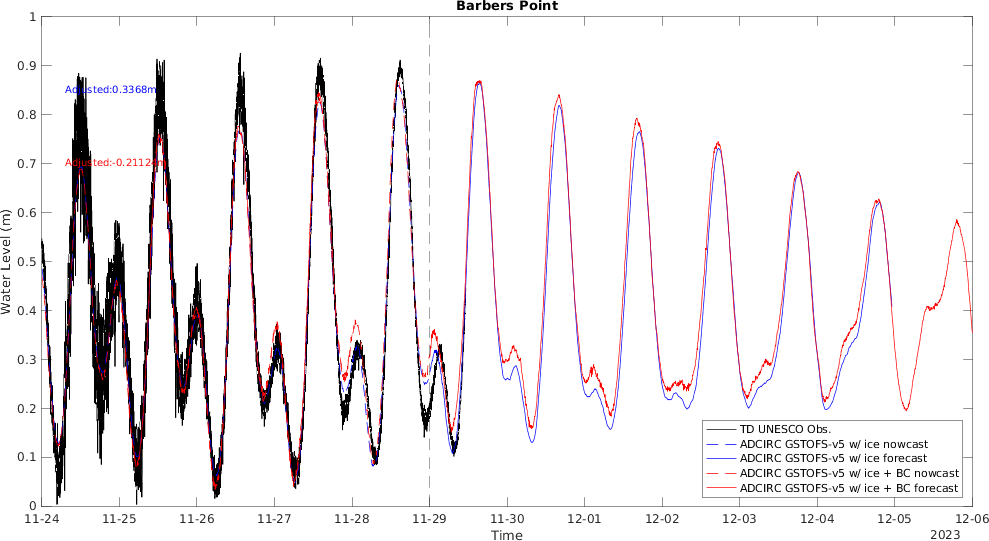 Barbers Point
Water Level (m)
1
0.9
0.8
0.7
0.6
0.5
0.4
0.3
0.2
0.1
0
Adjusted:0.3368m
Adjusted:-0.2112m
TD UNESCO Obs.
ADCIRC GSTOFS-v5 w/ ice nowcast
ADCIRC GSTOFS-v5 w/ ice forecast
ADCIRC GSTOFS-v5 w/ ice + BC nowcast
ADCIRC GSTOFS-v5 w/ ice + BC forecast
11-24 11-25 11-26 11-27 11-28 11-29 11-30 12-01 12-02 12-03 12-04 12-05 12-06
Time
2023